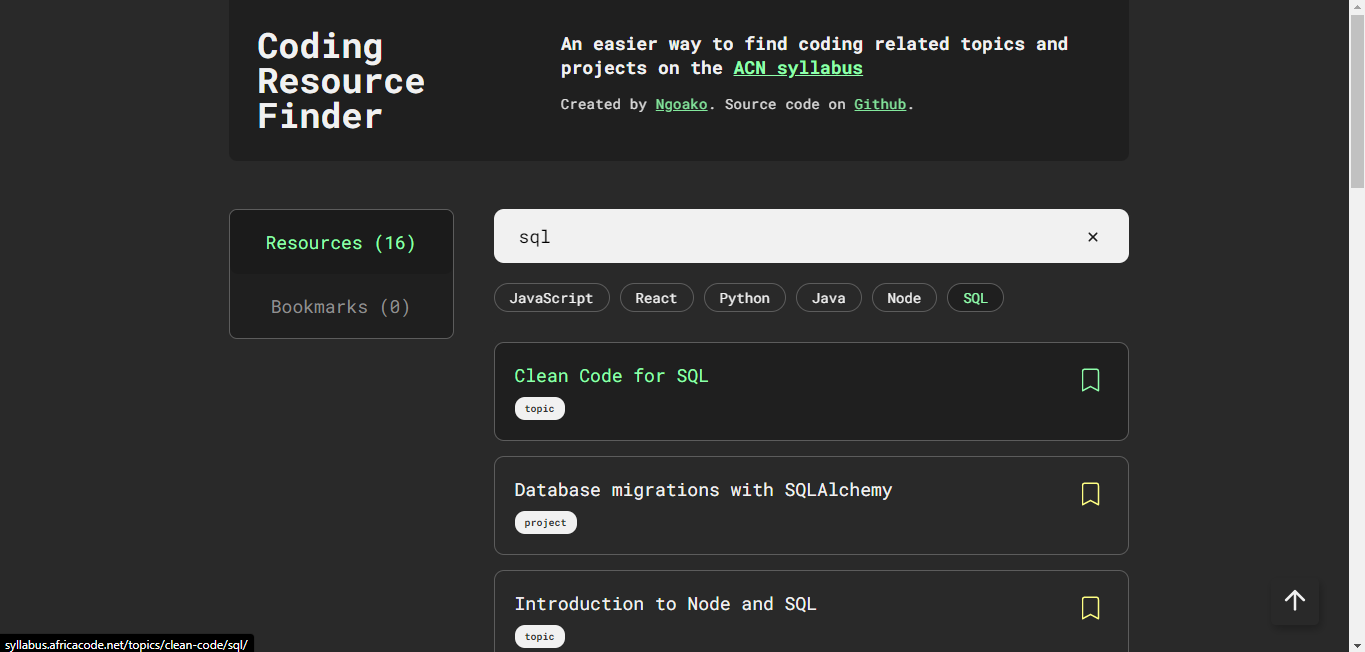 Coding
Resource
Finder
An easier way to find coding related topics and
projects on the ACN syllabus
Created by Ngoako. Source code on Github.
Resources (16)
Bookmarks (0)
sql
JavaScript React Python Java Node SQL
Clean Code for SQL
topic
Database migrations with SQLAlchemy
project
Introduction to Node and SQL
topic
syllabus.africacode.net/topics/clean-code/sql/